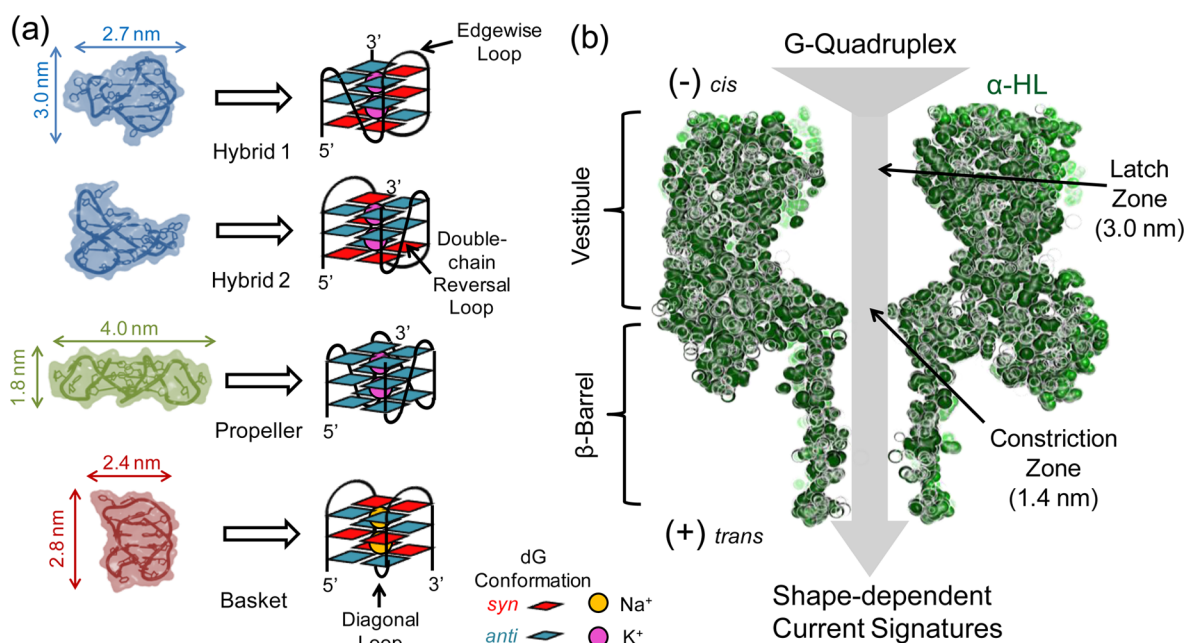 (a)
2.7 nm
3.0 nm
3’
Edgewise
Loop
5’
Hybrid 1
3’
Double-
chain
Reversal
Loop
5’
Hybrid 2
4.0 nm
1.8 nm
3’
5’
Propeller
2.4 nm
2.8 nm
5’
3’
Basket
Diagonal
Loop
dG
Conformation
syn
anti
Na⁺
K⁺
(b)
G-Quadruplex
(-) cis
α-HL
Vestibule
Latch
Zone
(3.0 nm)
β-Barrel
Constriction
Zone
(1.4 nm)
(+) trans
Shape-dependent
Current Signatures